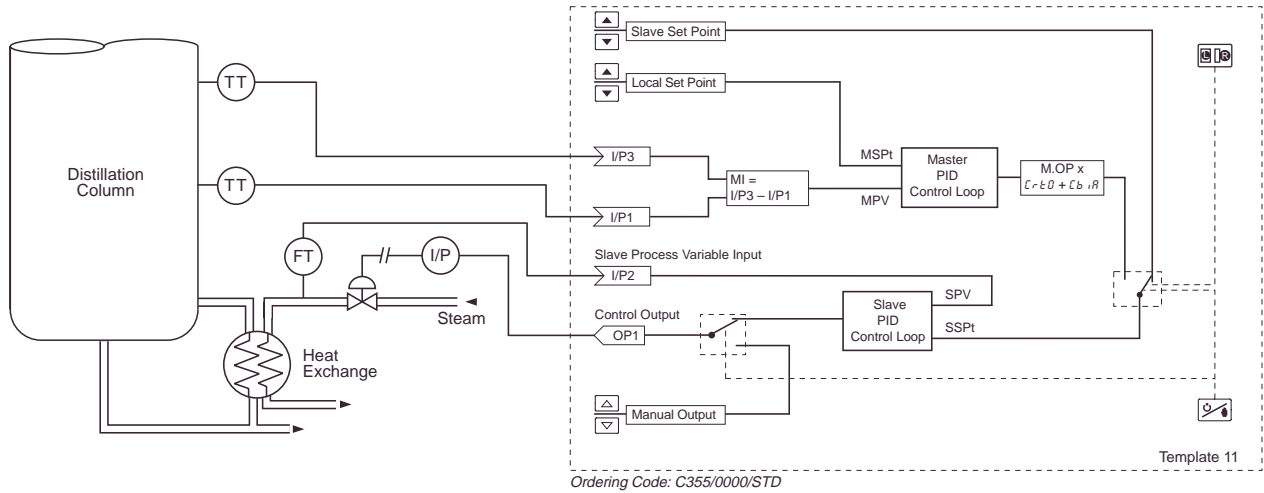 Slave Set Point
L R
Local Set Point
TT
Distillation
Column
TT
I/P3
MI =
I/P3 – I/P1
MSPt
MPV
Master
PID
Control Loop
M.OP x
CrtO + CbiA
I/P1
FT
I/P
Slave Process Variable Input
I/P2
Steam
Control Output
OP1
Slave
PID
Control Loop
SPV
SSPt
Heat
Exchange
Manual Output
Template 11
Ordering Code: C355/0000/STD